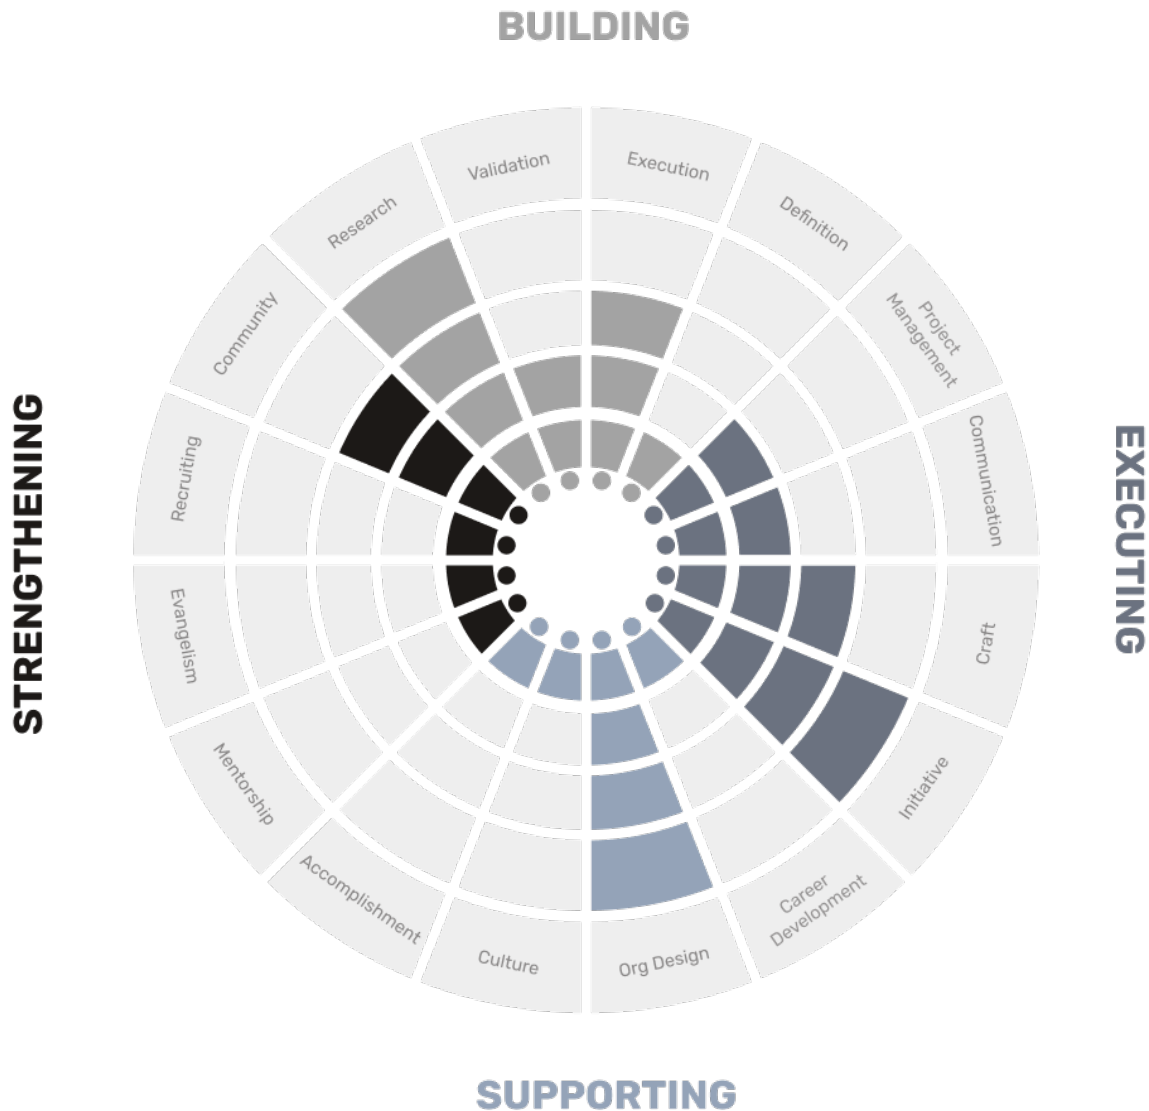 BUILDING
Validation
Execution
Research
Definition
Community
Project
Management
Recruiting
Communication
STRENGTHENING
EXECUTING
Evangelism
Craft
Mentorship
Initiative
Accomplishment
Career
Development
Culture
Org Design
SUPPORTING